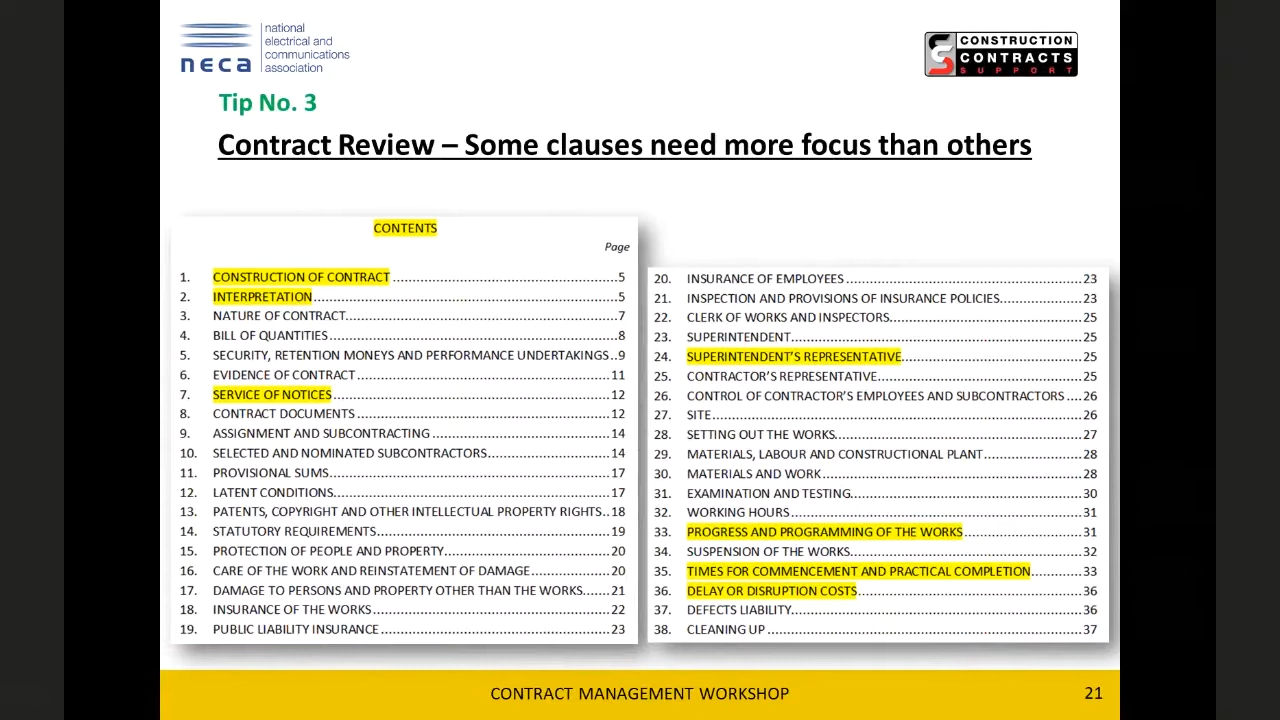 neca
national
electrical and
communications
association
CONSTRUCTION
CONTRACTS
SUPPORT
Tip No. 3
Contract Review – Some clauses need more focus than others
CONTENTS
Page
1. CONSTRUCTION OF CONTRACT ........ 5
2. INTERPRETATION ........ 5
3. NATURE OF CONTRACT ........ 7
4. BILL OF QUANTITIES ........ 8
5. SECURITY, RETENTION MONEYS AND PERFORMANCE UNDERTAKINGS..9
6. EVIDENCE OF CONTRACT ........ 11
7. SERVICE OF NOTICES ........ 12
8. CONTRACT DOCUMENTS ........ 12
9. ASSIGNMENT AND SUBCONTRACTING ........ 14
10. SELECTED AND NOMINATED SUBCONTRACTORS ........ 14
11. PROVISIONAL SUMS ........ 17
12. LATENT CONDITIONS ........ 17
13. PATENTS, COPYRIGHT AND OTHER INTELLECTUAL PROPERTY RIGHTS..18
14. STATUTORY REQUIREMENTS ........ 19
15. PROTECTION OF PEOPLE AND PROPERTY ........ 20
16. CARE OF THE WORK AND REINSTATEMENT OF DAMAGE ........ 20
17. DAMAGE TO PERSONS AND PROPERTY OTHER THAN THE WORKS ...... 21
18. INSURANCE OF THE WORKS ........ 22
19. PUBLIC LIABILITY INSURANCE ........ 23
20. INSURANCE OF EMPLOYEES ........ 23
21. INSPECTION AND PROVISIONS OF INSURANCE POLICIES ........ 23
22. CLERK OF WORKS AND INSPECTORS ........ 25
23. SUPERINTENDENT ........ 25
24. SUPERINTENDENT'S REPRESENTATIVE ........ 25
25. CONTRACTOR'S REPRESENTATIVE ........ 25
26. CONTROL OF CONTRACTOR'S EMPLOYEES AND SUBCONTRACTORS .... 26
27. SITE ........ 26
28. SETTING OUT THE WORKS ........ 27
29. MATERIALS, LABOUR AND CONSTRUCTIONAL PLANT ........ 28
30. MATERIALS AND WORK ........ 28
31. EXAMINATION AND TESTING ........ 30
32. WORKING HOURS ........ 31
33. PROGRESS AND PROGRAMMING OF THE WORKS ........ 31
34. SUSPENSION OF THE WORKS ........ 32
35. TIMES FOR COMMENCEMENT AND PRACTICAL COMPLETION ........ 33
36. DELAY OR DISRUPTION COSTS ........ 36
37. DEFECTS LIABILITY ........ 36
38. CLEANING UP ........ 37
CONTRACT MANAGEMENT WORKSHOP
21